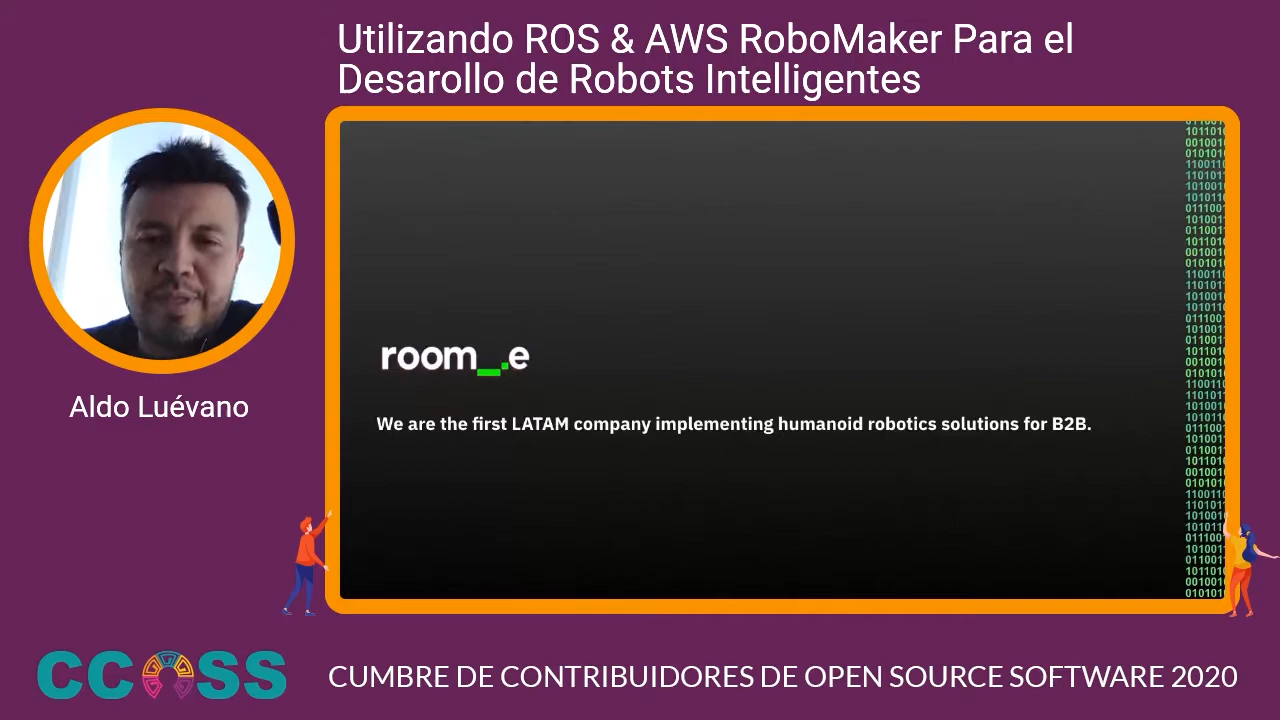 Utilizando ROS & AWS RoboMaker Para el
Desarollo de Robots Intelligentes
Aldo Luévano
room_.e
We are the first LATAM company implementing humanoid robotics solutions for B2B.
CCOSS
CUMBRE DE CONTRIBUIDORES DE OPEN SOURCE SOFTWARE 2020